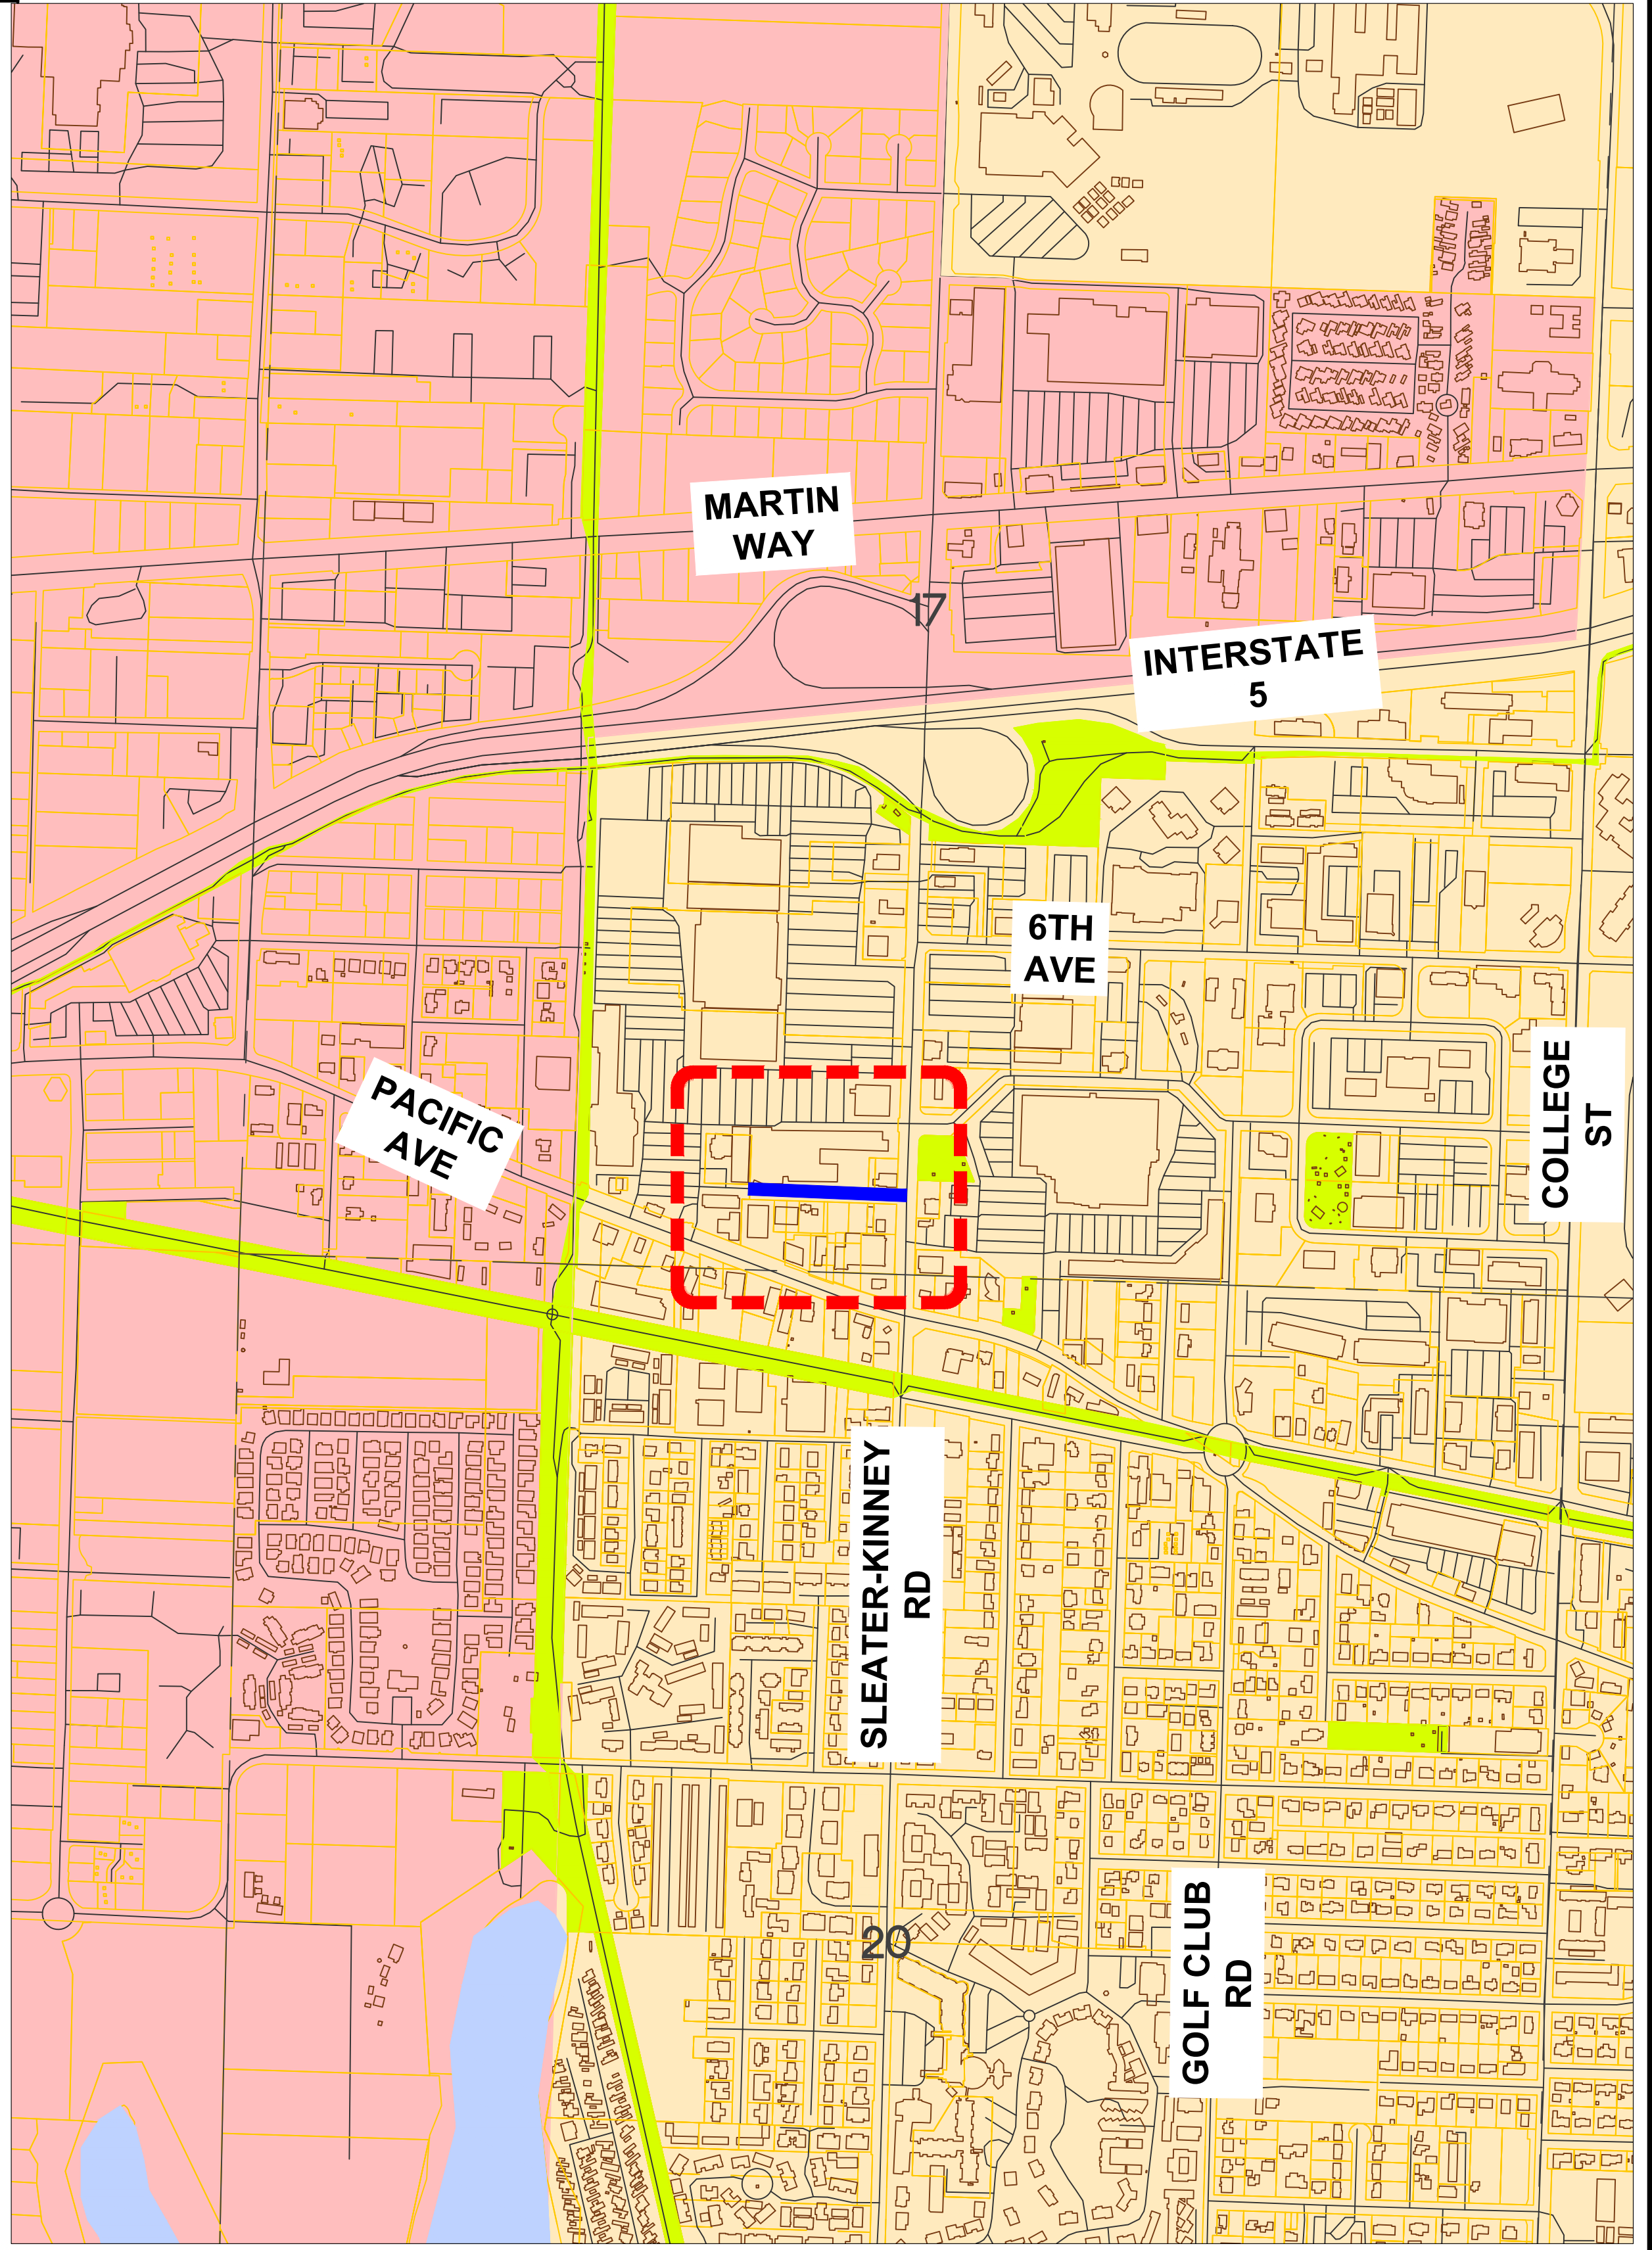 MARTIN
WAY
17
INTERSTATE
5
6TH
AVE
PACIFIC
AVE
COLLEGE
ST
SLEATER-KINNEY
RD
GOLF CLUB
RD
20